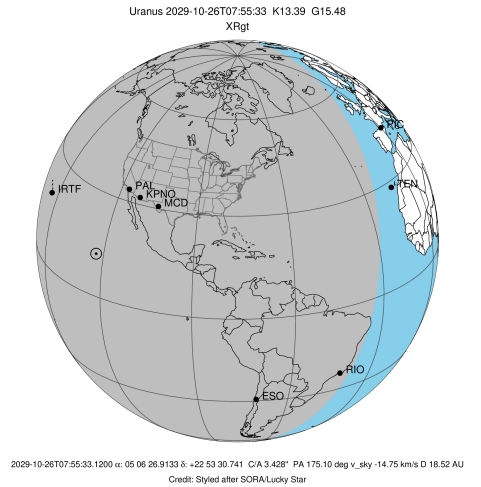 Uranus 2029-10-26T07:55:33 K13.39 G15.48
XRgt
PIC
TEN
IRTF
PAL
KPNO
MCD
RIO
ESO
2029-10-26T07:55:33.1200 α: 05 06 26.9133 δ: +22 53 30.741 C/A 3.428" PA 175.10 deg v_sky -14.75 km/s D 18.52 AU
Credit: Styled after SORA/Lucky Star